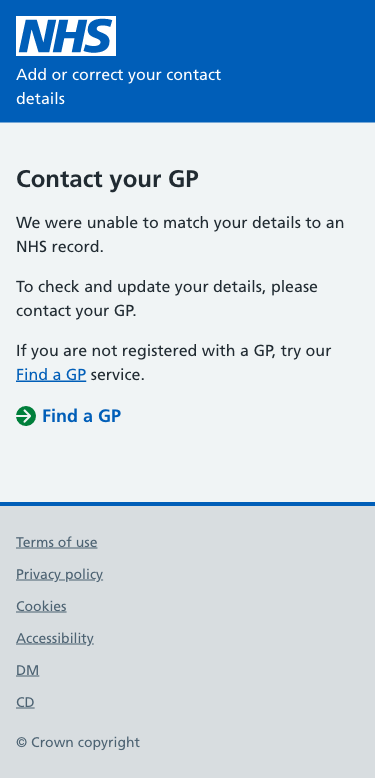 NHS
Add or correct your contact
details
Contact your GP
We were unable to match your details to an
NHS record.
To check and update your details, please
contact your GP.
If you are not registered with a GP, try our
Find a GP service.
Find a GP
Terms of use
Privacy policy
Cookies
Accessibility
DM
CD
© Crown copyright